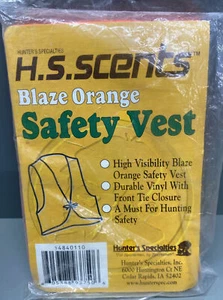 HUNTER'S SPECIALTIES
H.S.SCENTS™
Blaze Orange
Safety Vest
High Visibility Blaze
Orange Safety Vest
Durable Vinyl With
Front Tie Closure
A Must For Hunting
Safety
14840110
Hunter's Specialties
Hunter's Specialties, Inc.
6000 Huntington Ct NE
Cedar Rapids, IA 52402
www.hunterspec.com